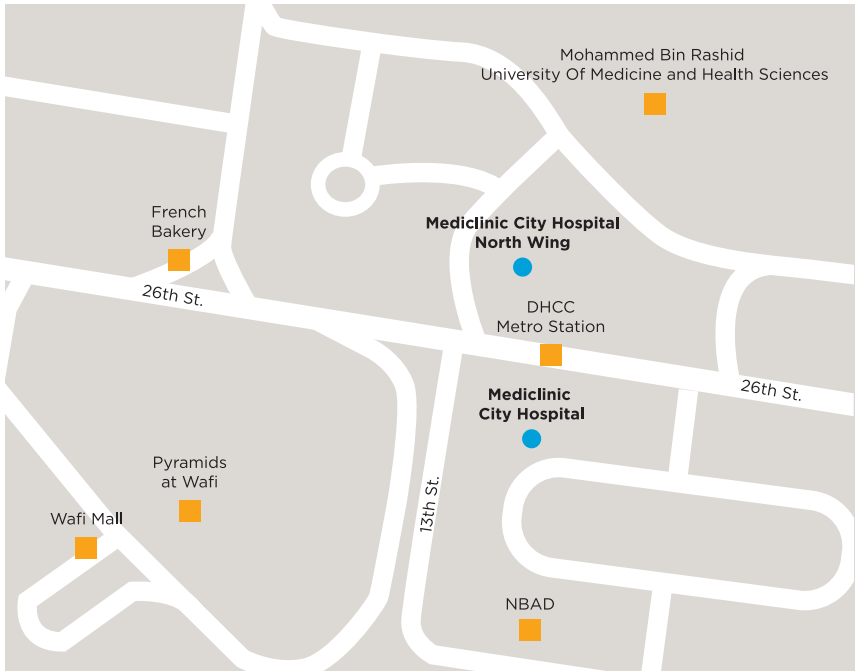 Mohammed Bin Rashid
University Of Medicine and Health Sciences
French
Bakery
Mediclinic City Hospital
North Wing
26th St.
DHCC
Metro Station
26th St.
Mediclinic
City Hospital
Pyramids
at Wafi
13th St.
Wafi Mall
NBAD